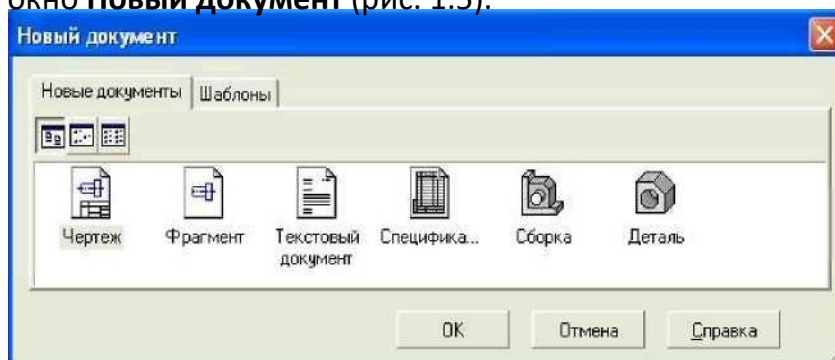 окно Новый документ (рис. 1.3).
Новый документ
Новые документы Шаблоны
Чертеж Фрагмент Текстовый документ Специфика... Сборка Деталь
OK Отмена Справка